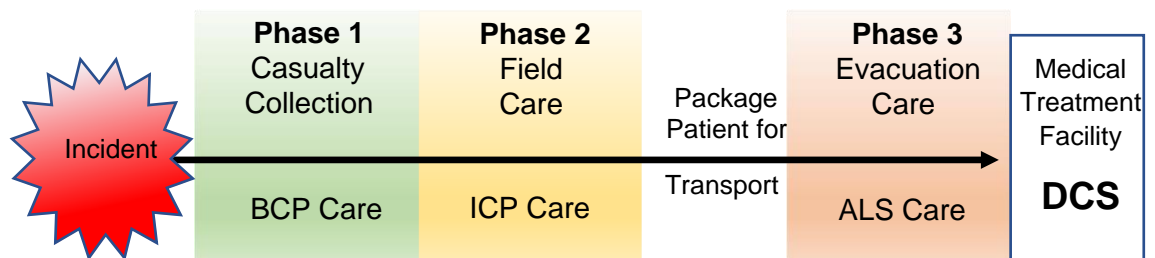 Incident
Phase 1
Casualty
Collection
BCP Care
Phase 2
Field
Care
ICP Care
Package
Patient for
Transport
Phase 3
Evacuation
Care
ALS Care
Medical
Treatment
Facility
DCS